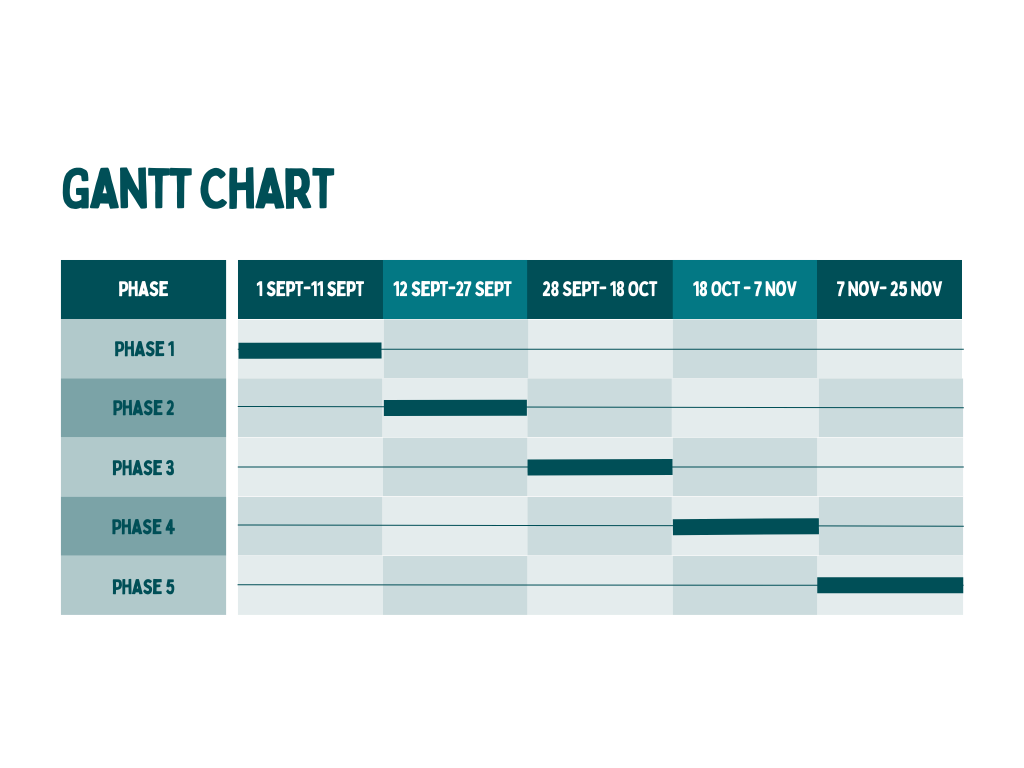 GANTT CHART
PHASE 1 SEPT-11 SEPT 12 SEPT-27 SEPT 28 SEPT- 18 OCT 18 OCT - 7 NOV 7 NOV- 25 NOV
PHASE 1
PHASE 2
PHASE 3
PHASE 4
PHASE 5